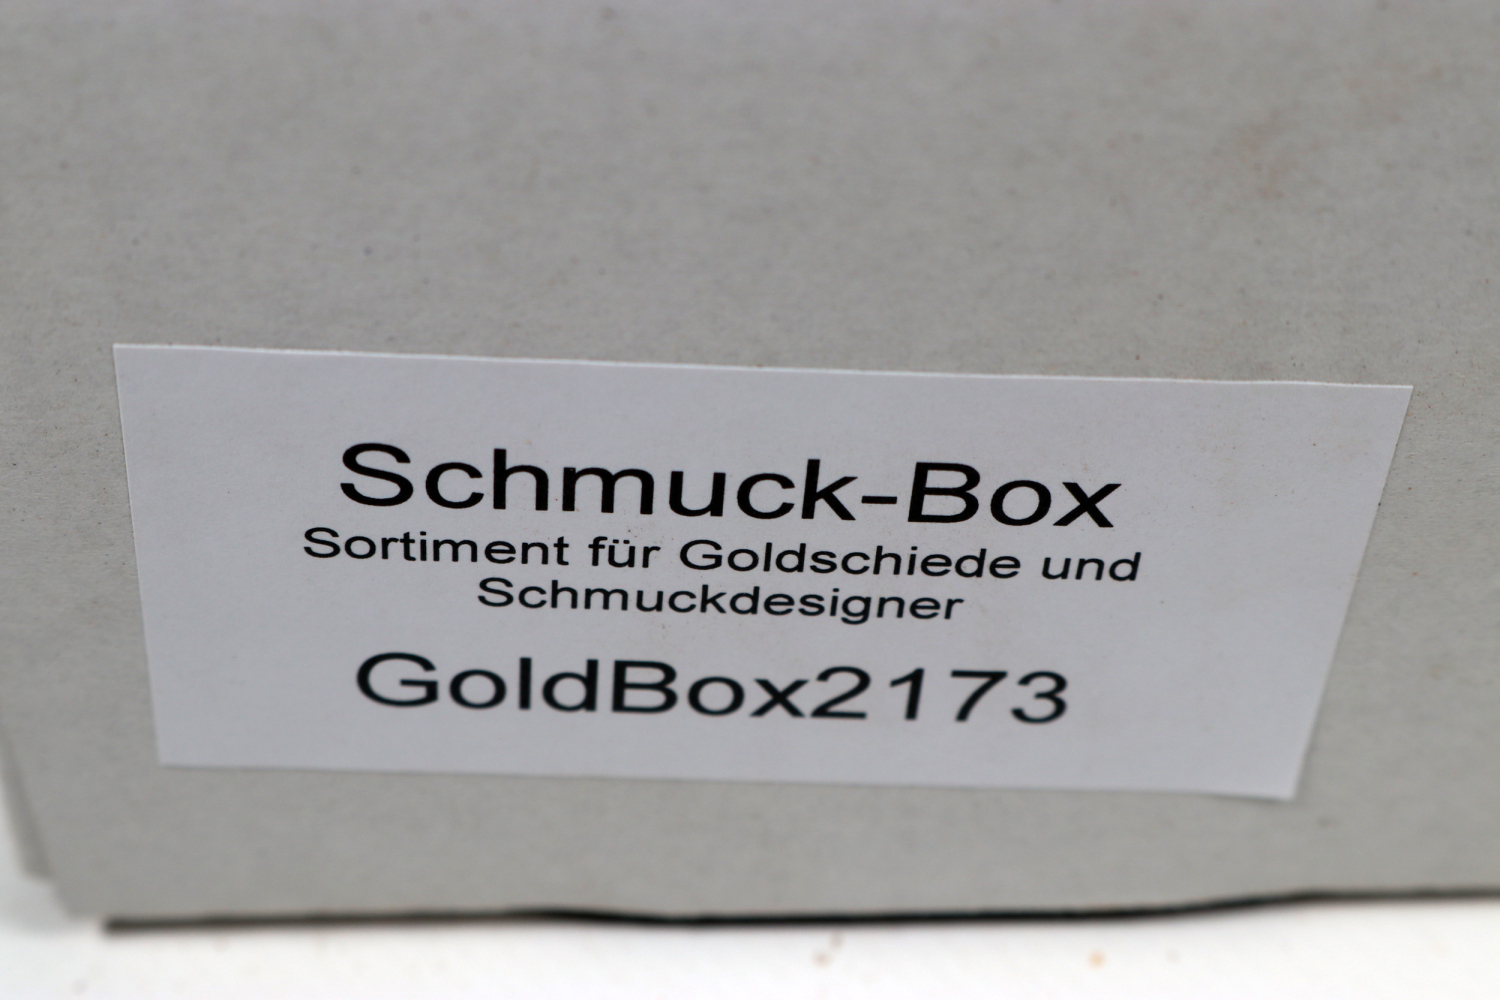 Schmuck-Box
Sortiment für Goldschiede und
Schmuckdesigner
GoldBox2173